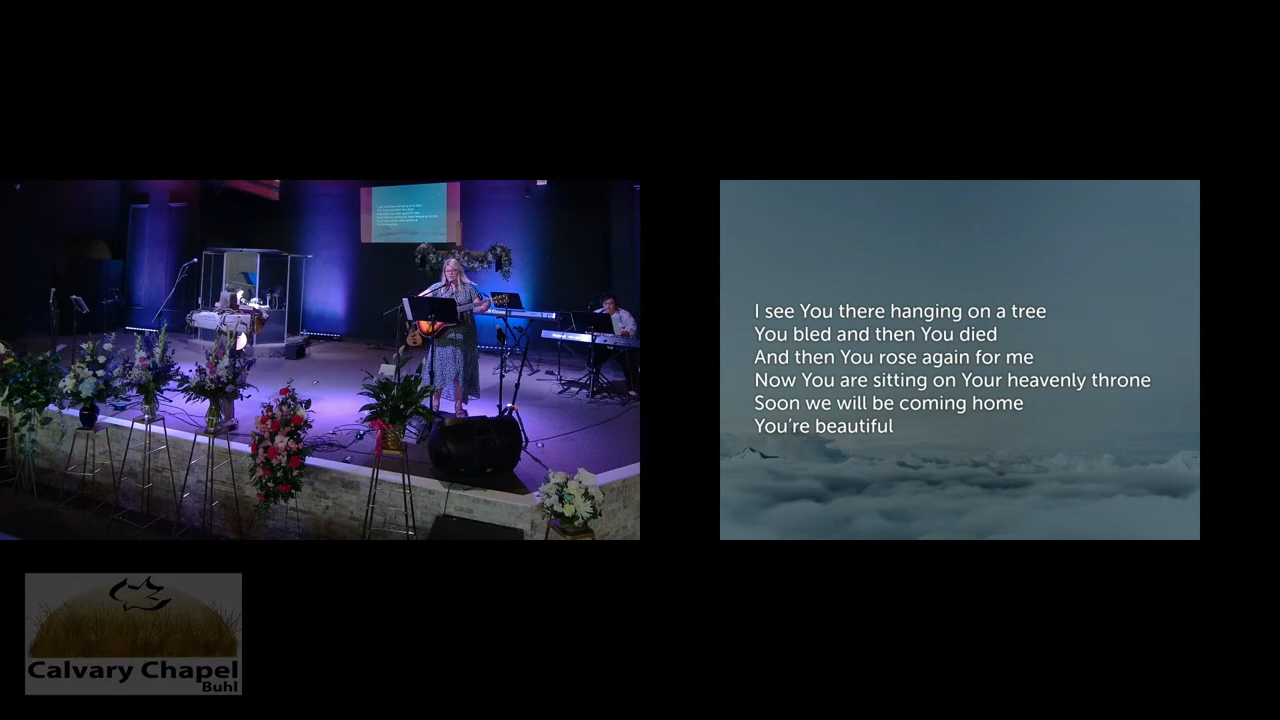 I see You there hanging on a tree
You bled and then You died
And then You rose again for me
Now You are sitting on Your heavenly throne
Soon we will be coming home
You're beautiful
Calvary Chapel
Buhl